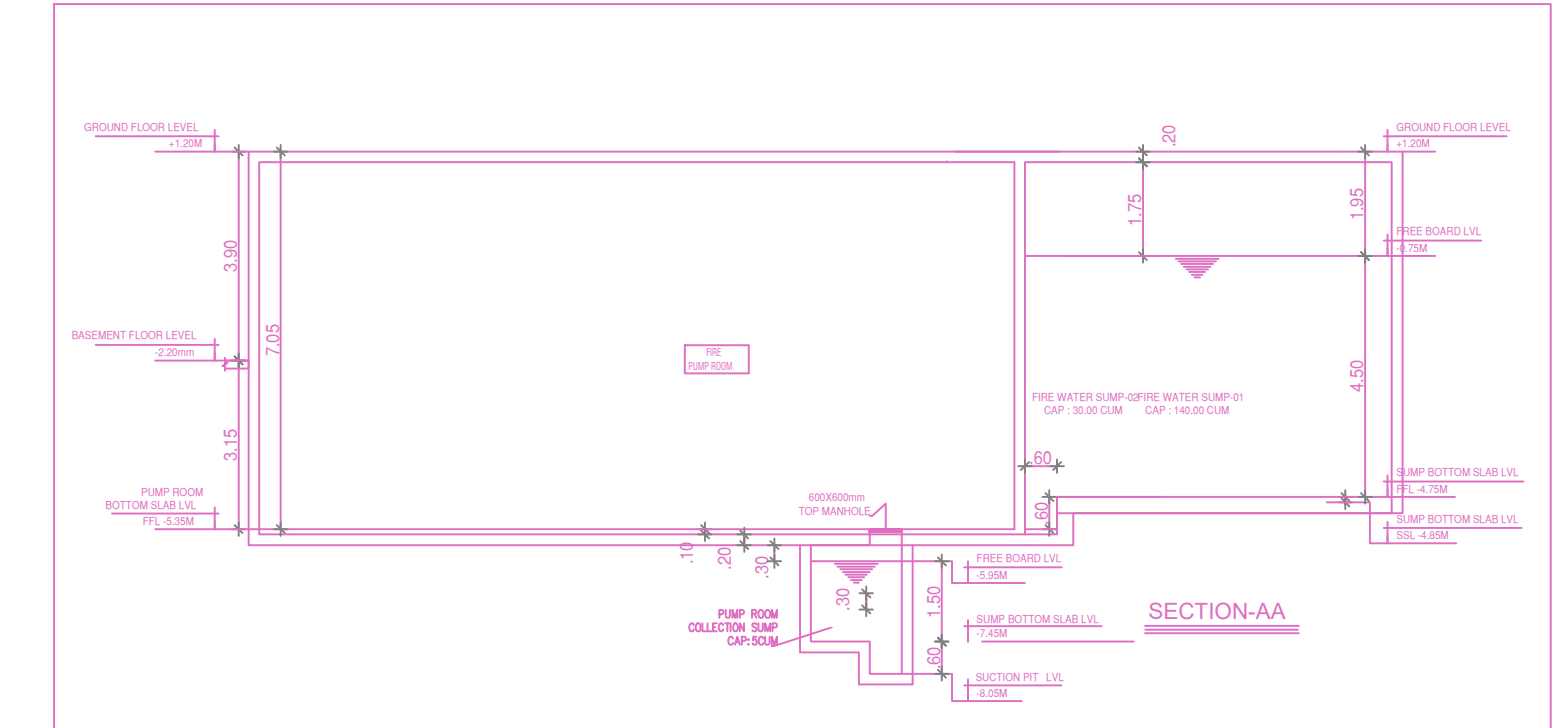 GROUND FLOOR LEVEL
+1.20M
.20
GROUND FLOOR LEVEL
+1.20M
1.75
1.95
3.90
FREE BOARD LVL
-0.75M
7.05
BASEMENT FLOOR LEVEL
-2.20mm
FIRE
PUMP ROOM
4.50
FIRE WATER SUMP-02
CAP : 30.00 CUM
FIRE WATER SUMP-01
CAP : 140.00 CUM
3.15
.60
.60
PUMP ROOM
BOTTOM SLAB LVL
FFL -5.35M
600X600mm
TOP MANHOLE
SUMP BOTTOM SLAB LVL
FFL -4.75M
SUMP BOTTOM SLAB LVL
SSL -4.85M
.10
.20
.30
FREE BOARD LVL
-5.95M
.30
1.50
PUMP ROOM
COLLECTION SUMP
CAP:5CUM
SUMP BOTTOM SLAB LVL
-7.45M
SECTION-AA
.60
SUCTION PIT LVL
-8.05M